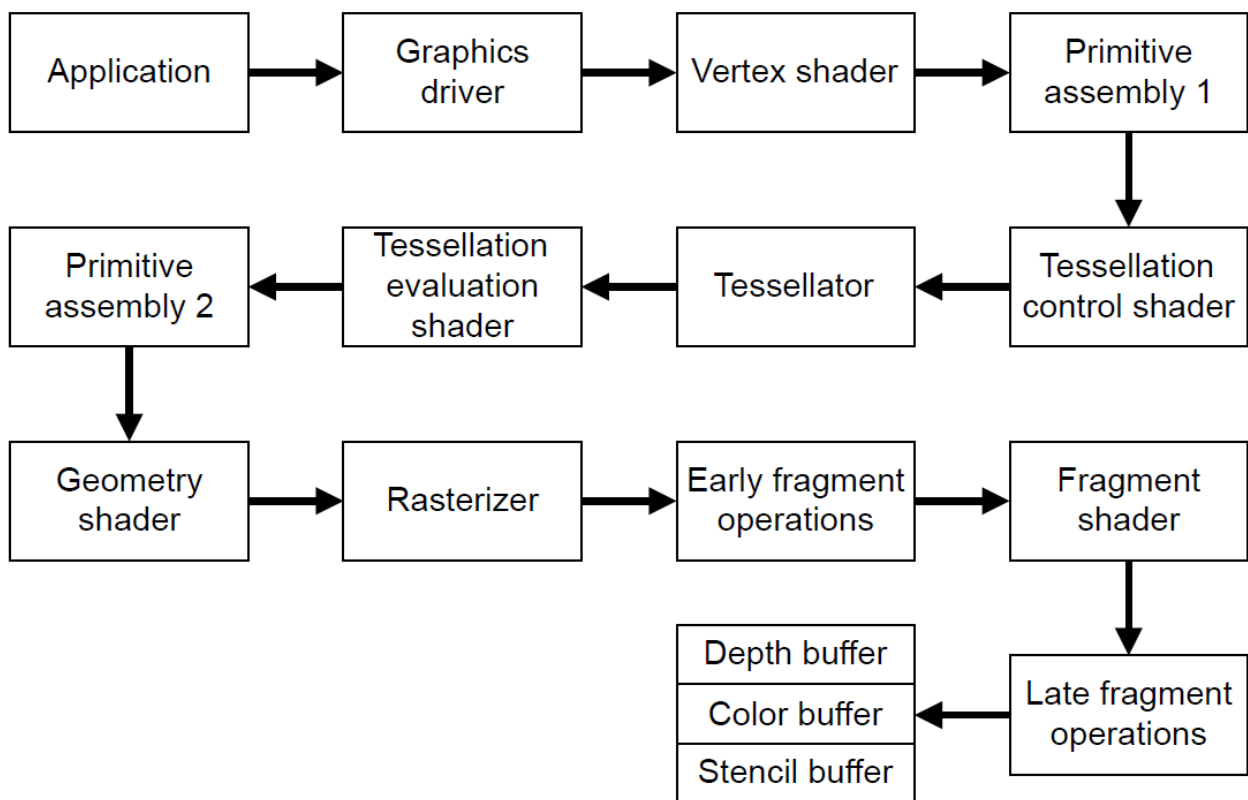 Application
Graphics
driver
Vertex shader
Primitive
assembly 1
Tessellation
control shader
Tessellator
Tessellation
evaluation
shader
Primitive
assembly 2
Geometry
shader
Rasterizer
Early fragment
operations
Fragment
shader
Late fragment
operations
Depth buffer
Color buffer
Stencil buffer